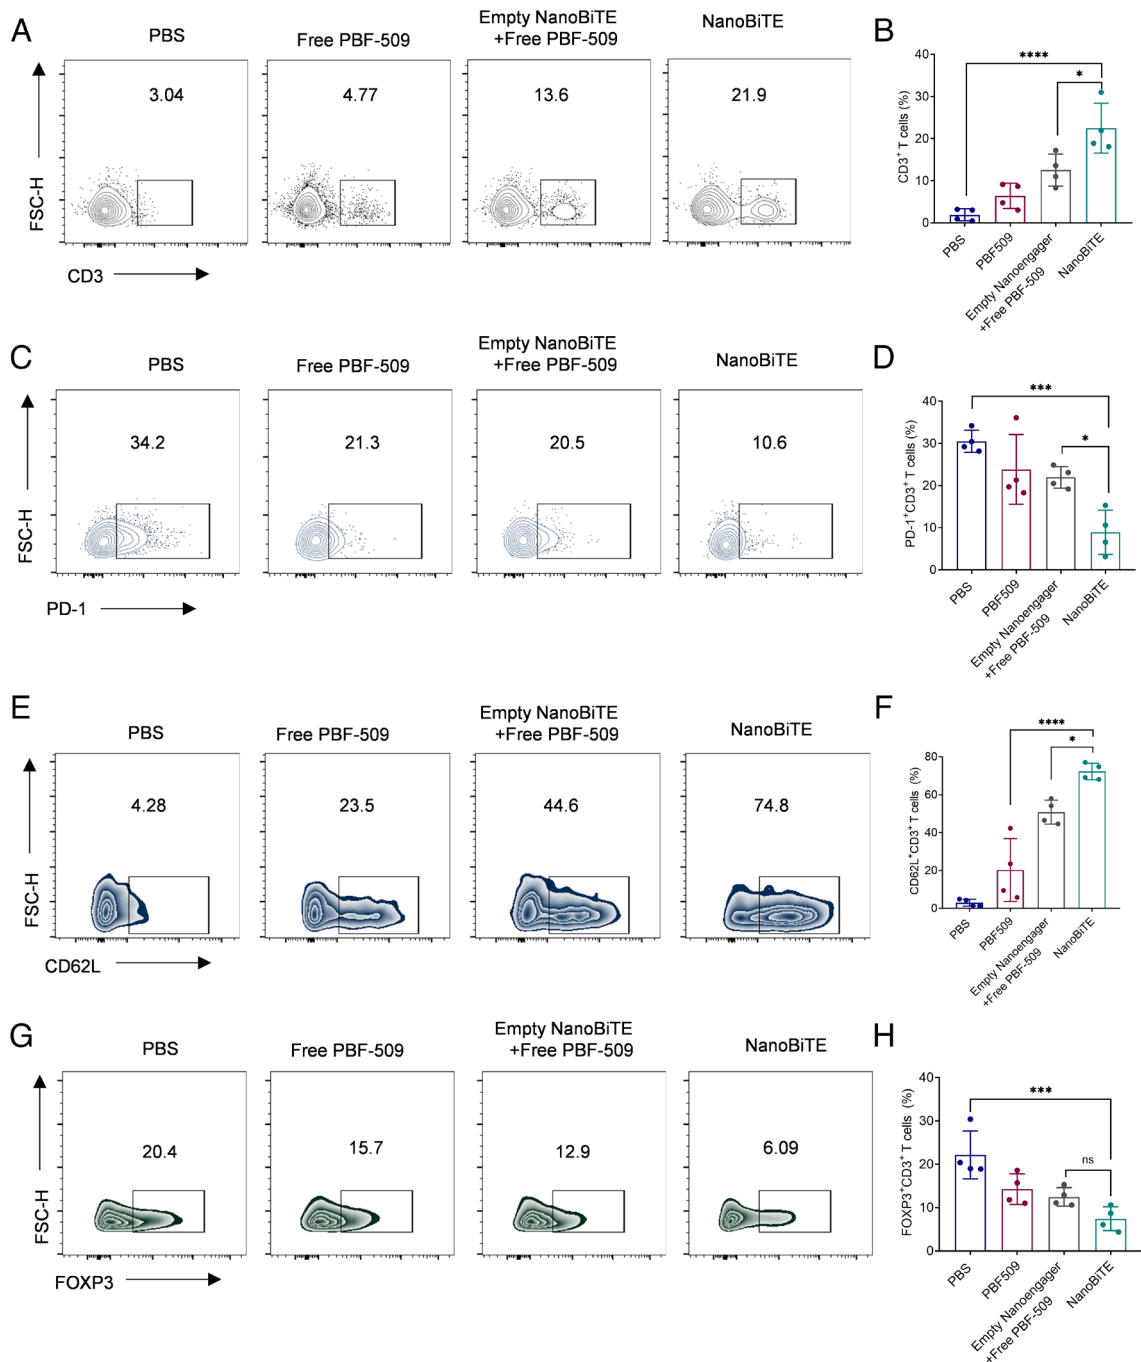 A
PBS
Free PBF-509
Empty NanoBiTE
+Free PBF-509
NanoBiTE
3.04
4.77
13.6
21.9
FSC-H
CD3
B
CD3+ T cells (%)
40
30
20
10
0
****
*
PBS
PBF509
Empty Nanoengager
+Free PBF-509
NanoBiTE
C
PBS
Free PBF-509
Empty NanoBiTE
+Free PBF-509
NanoBiTE
34.2
21.3
20.5
10.6
FSC-H
PD-1
D
PD-1+CD3+ T cells (%)
40
30
20
10
0
***
*
PBS
PBF509
Empty Nanoengager
+Free PBF-509
NanoBiTE
E
PBS
Free PBF-509
Empty NanoBiTE
+Free PBF-509
NanoBiTE
4.28
23.5
44.6
74.8
FSC-H
CD62L
F
CD62L+CD3+ T cells (%)
80
60
40
20
0
****
*
PBS
PBF509
Empty Nanoengager
+Free PBF-509
NanoBiTE
G
PBS
Free PBF-509
Empty NanoBiTE
+Free PBF-509
NanoBiTE
20.4
15.7
12.9
6.09
FSC-H
FOXP3
H
FOXP3+CD3+ T cells (%)
40
30
20
10
0
***
ns
PBS
PBF509
Empty Nanoengager
+Free PBF-509
NanoBiTE